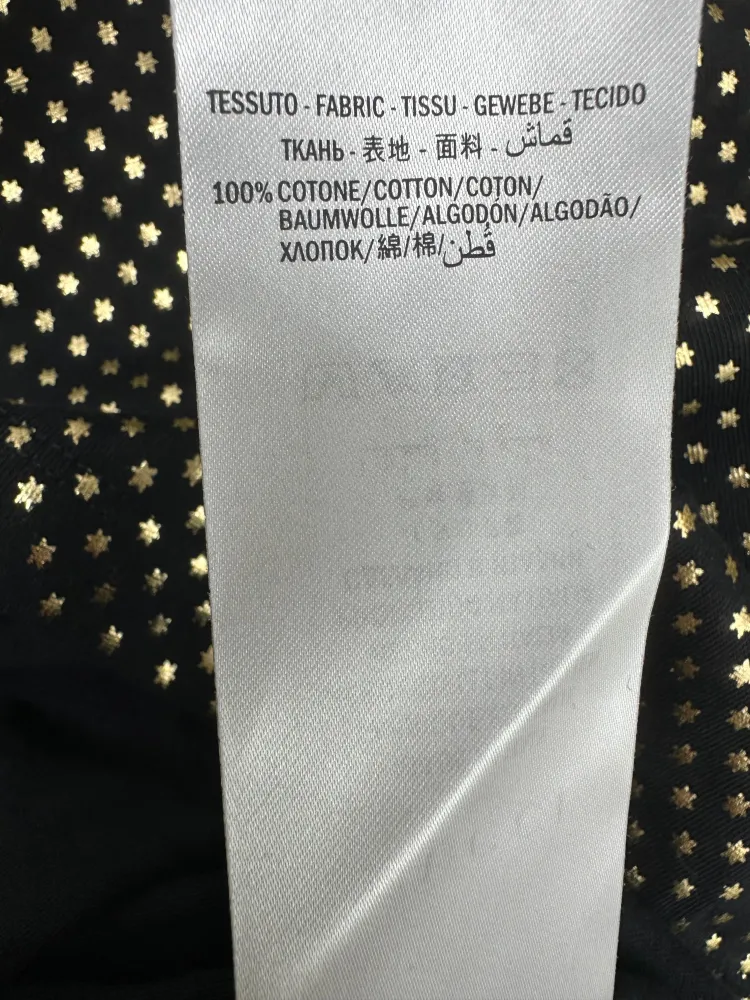 TESSUTO - FABRIC - TISSU - GEWEBE - TECIDO
ТКАНЬ - 表地 - 面料 - قماش
100% COTONE/COTTON/COTON/
BAUMWOLLE/ALGODÓN/ALGODÃO/
ХЛОПОК/綿/棉/قُطن